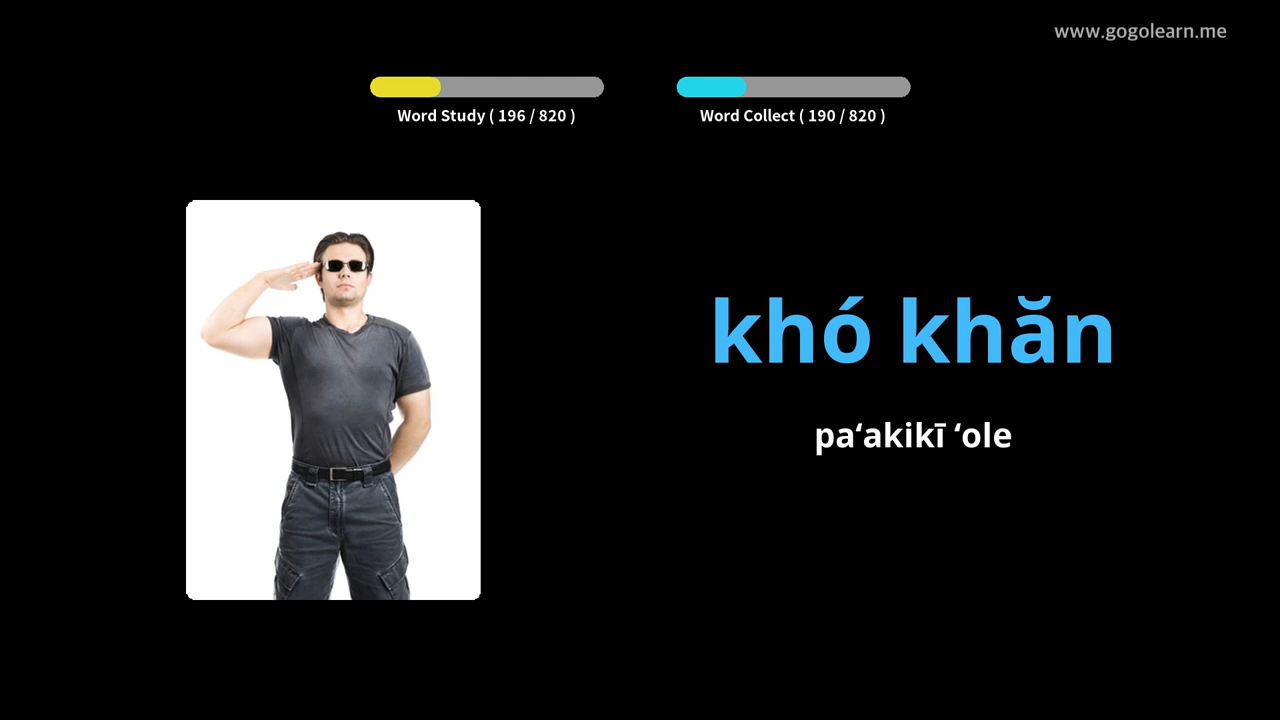 www.gogolearn.me
Word Study ( 196 / 820 )
Word Collect ( 190 / 820 )
khó khăn
paʻakikī ʻole